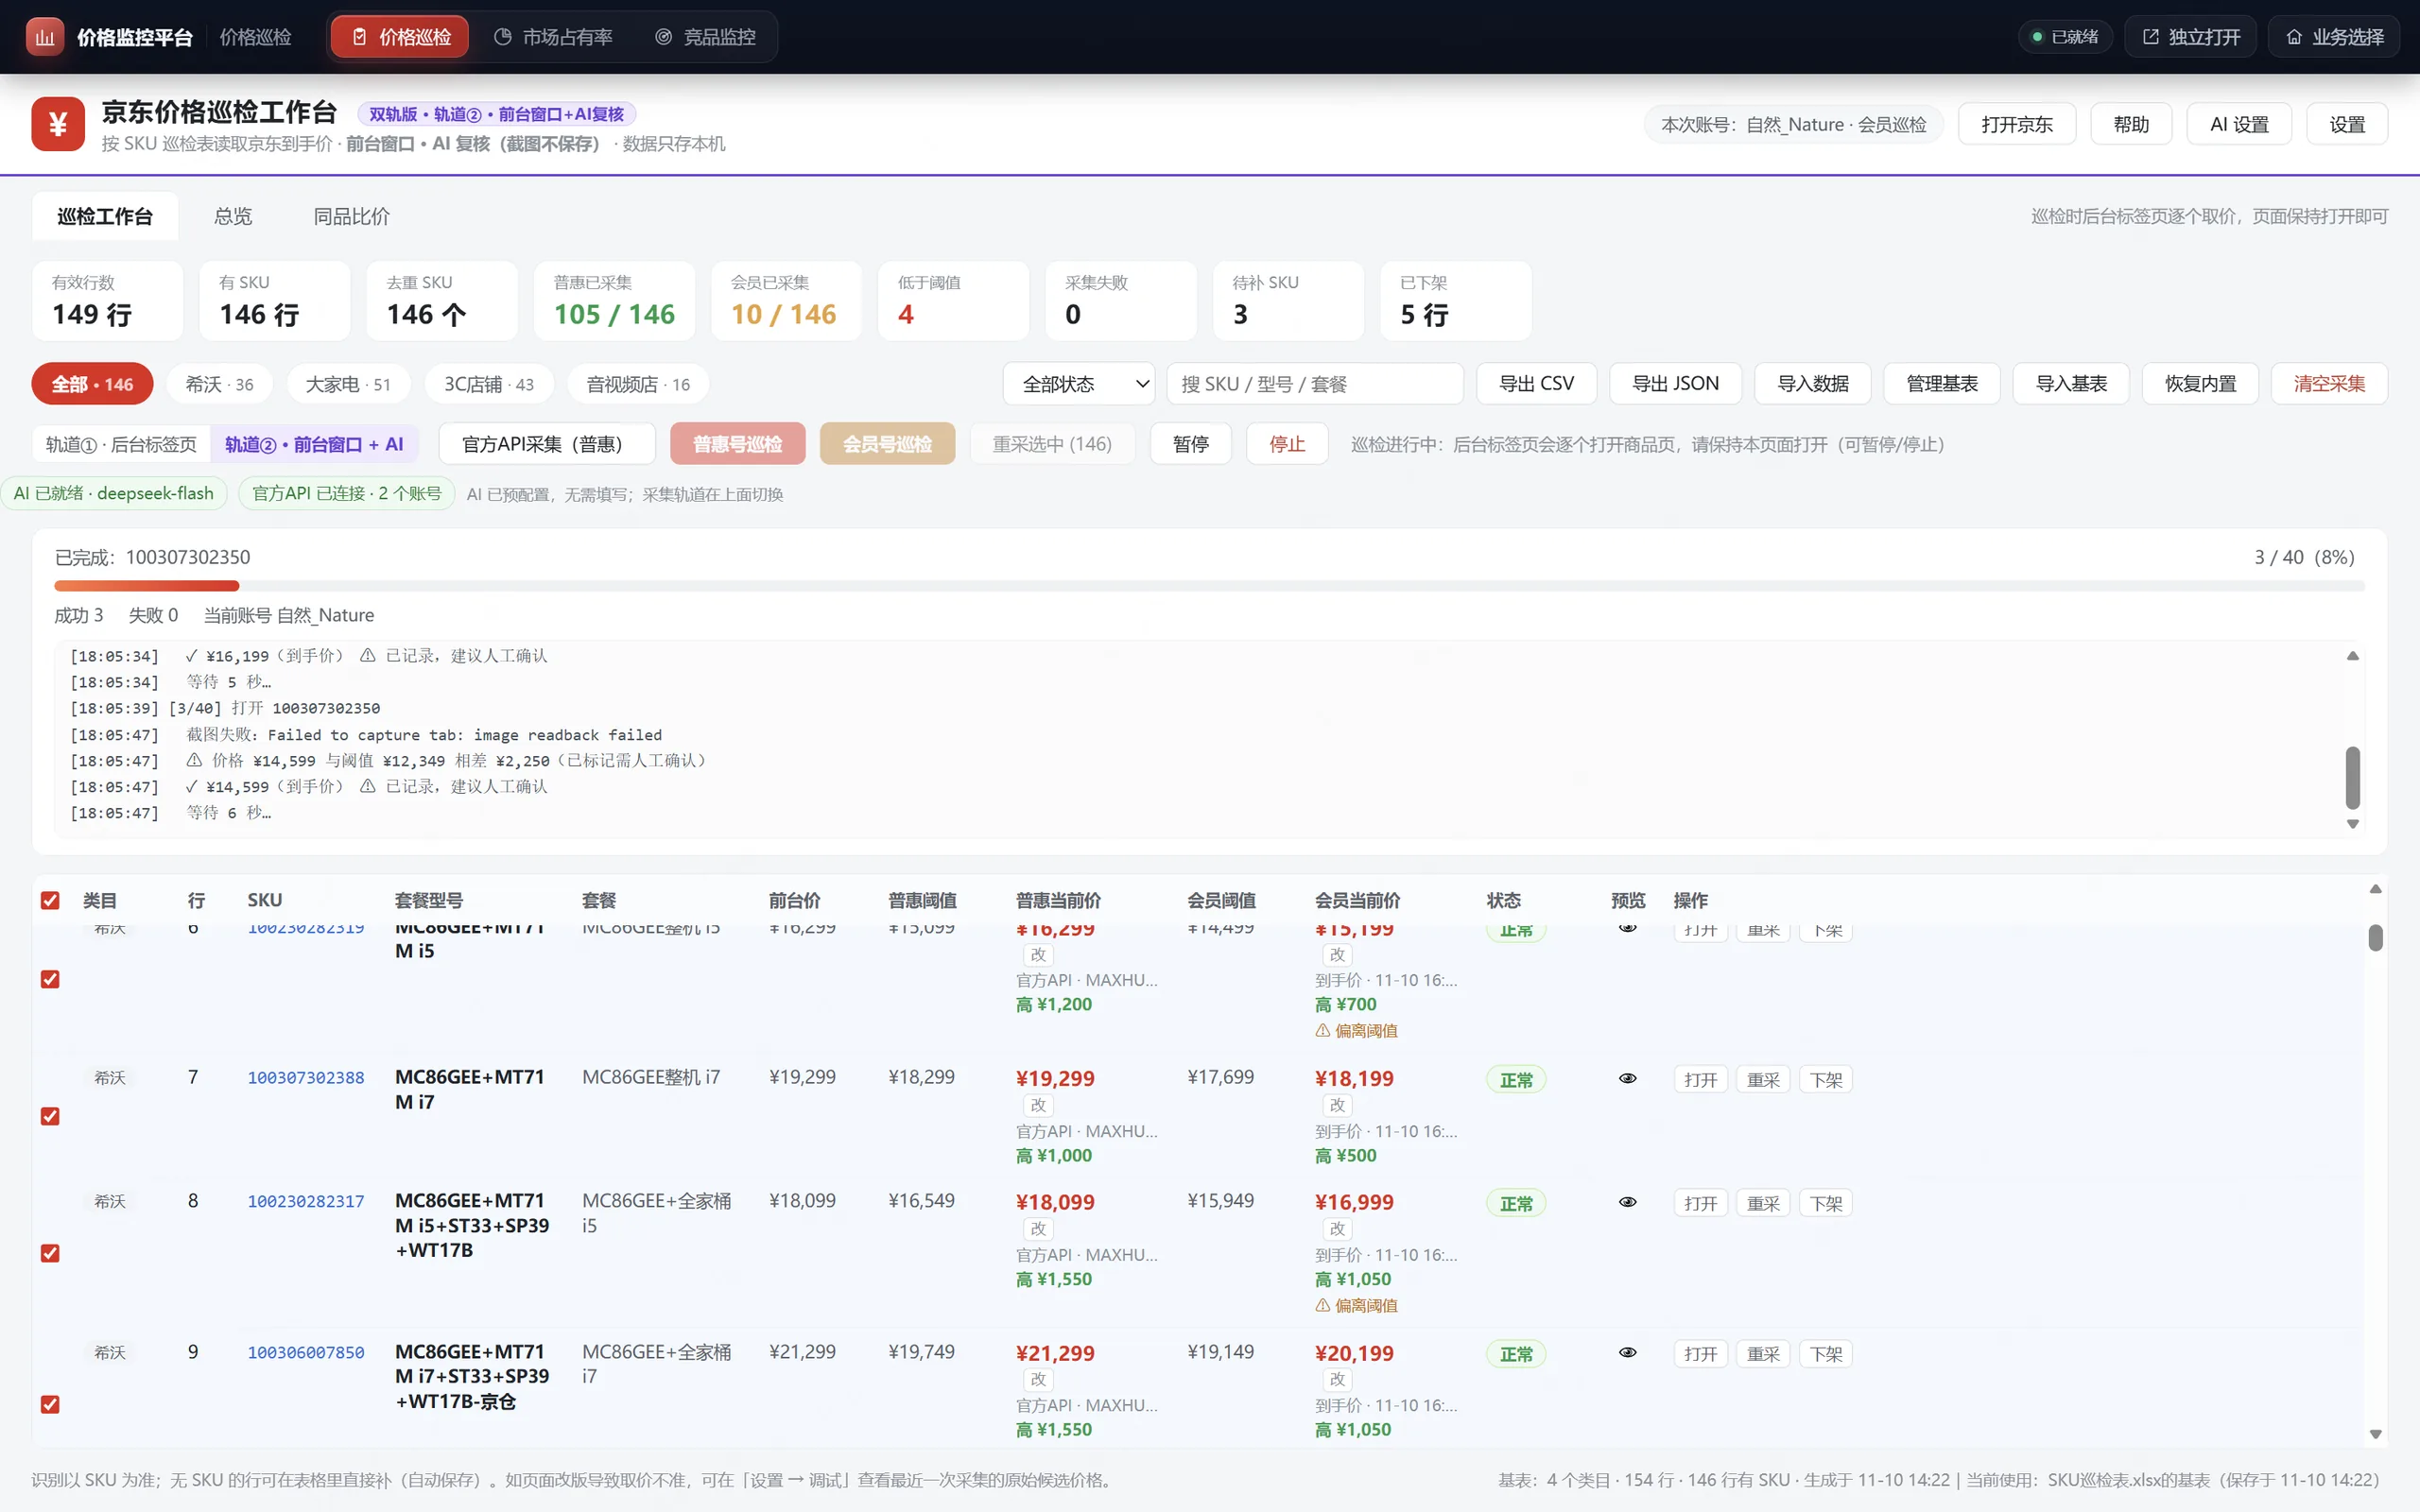 价格监控平台 价格巡检 价格巡检 市场占有率 竞品监控 已就绪 独立打开 业务选择
¥ 京东价格巡检工作台 双轨版 • 轨道② • 前台窗口+AI复核
按 SKU 巡检表读取京东到手价 · 前台窗口 • AI 复核（截图不保存） · 数据只存本机
本次账号：自然_Nature · 会员巡检 打开京东 帮助 AI 设置 设置
巡检工作台 总览 同品比价 巡检时后台标签页逐个取价，页面保持打开即可
有效行数 有 SKU 去重 SKU 普惠已采集 会员已采集 低于阈值 采集失败 待补 SKU 已下架
149 行 146 行 146 个 105 / 146 10 / 146 4 0 3 5 行
全部 • 146 希沃 · 36 大家电 · 51 3C店铺 · 43 音视频店 · 16 全部状态 搜 SKU / 型号 / 套餐 导出 CSV 导出 JSON 导入数据 管理基表 导入基表 恢复内置 清空采集
轨道① · 后台标签页 轨道② • 前台窗口 + AI 官方API采集（普惠） 普惠号巡检 会员号巡检 重采选中 (146) 暂停 停止 巡检进行中：后台标签页会逐个打开商品页，请保持本页面打开（可暂停/停止）
AI 已就绪 · deepseek-flash 官方API 已连接 · 2 个账号 AI 已预配置，无需填写；采集轨道在上面切换
已完成：100307302350 3 / 40（8%）
成功 3 失败 0 当前账号 自然_Nature
[18:05:34] ✓ ¥16,199（到手价） ⚠ 已记录，建议人工确认
[18:05:34] 等待 5 秒…
[18:05:39] [3/40] 打开 100307302350
[18:05:47] 截图失败：Failed to capture tab: image readback failed
[18:05:47] ⚠ 价格 ¥14,599 与阈值 ¥12,349 相差 ¥2,250（已标记需人工确认）
[18:05:47] ✓ ¥14,599（到手价） ⚠ 已记录，建议人工确认
[18:05:47] 等待 6 秒…
类目 行 SKU 套餐型号 套餐 前台价 普惠阈值 普惠当前价 会员阈值 会员当前价 状态 预览 操作
希沃 6 100230282319 MC86GEE+MT71 MC86GEE整机 i5 ¥16,299 ¥15,099 ¥16,299 ¥14,499 ¥15,199 正常 打开 重采 下架
M i5 改 改
官方API · MAXHU... 到手价 · 11-10 16:...
高 ¥1,200 高 ¥700
⚠ 偏离阈值
希沃 7 100307302388 MC86GEE+MT71 MC86GEE整机 i7 ¥19,299 ¥18,299 ¥19,299 ¥17,699 ¥18,199 正常 打开 重采 下架
M i7 改 改
官方API · MAXHU... 到手价 · 11-10 16:...
高 ¥1,000 高 ¥500
希沃 8 100230282317 MC86GEE+MT71 MC86GEE+全家桶 ¥18,099 ¥16,549 ¥18,099 ¥15,949 ¥16,999 正常 打开 重采 下架
M i5+ST33+SP39 i5 改 改
+WT17B 官方API · MAXHU... 到手价 · 11-10 16:...
高 ¥1,550 高 ¥1,050
⚠ 偏离阈值
希沃 9 100306007850 MC86GEE+MT71 MC86GEE+全家桶 ¥21,299 ¥19,749 ¥21,299 ¥19,149 ¥20,199 正常 打开 重采 下架
M i7+ST33+SP39 i7 改 改
+WT17B-京仓 官方API · MAXHU... 到手价 · 11-10 16:...
高 ¥1,550 高 ¥1,050
识别以 SKU 为准；无 SKU 的行可在表格里直接补（自动保存）。如页面改版导致取价不准，可在「设置 → 调试」查看最近一次采集的原始候选价格。 基表：4 个类目 · 154 行 · 146 行有 SKU · 生成于 11-10 14:22 | 当前使用：SKU巡检表.xlsx的基表（保存于 11-10 14:22）